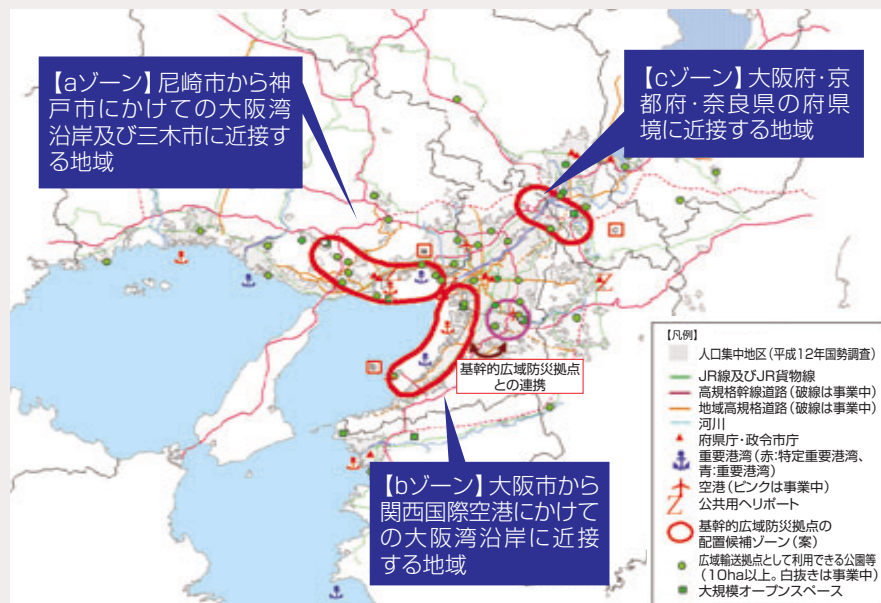 【aゾーン】尼崎市から神
戸市にかけての大阪湾
沿岸及び三木市に近接す
る地域
【cゾーン】大阪府・京
都府・奈良県の府県
境に近接する地域
基幹的広域防災拠点
との連携
【bゾーン】大阪市から
関西国際空港にかけて
の大阪湾沿岸に近接
する地域
【凡例】
人口集中地区(平成12年国勢調査)
JR線及びJR貨物線
高規格幹線道路(破線は事業中)
地域高規格道路(破線は事業中)
河川
府県庁・政令市庁
重要港湾(赤:特定重要港湾、
青:重要港湾)
空港(ピンクは事業中)
公共用ヘリポート
基幹的広域防災拠点の
配置候補ゾーン(案)
広域輸送拠点として利用できる公園等
(10ha以上。白抜きは事業中)
大規模オープンスペース